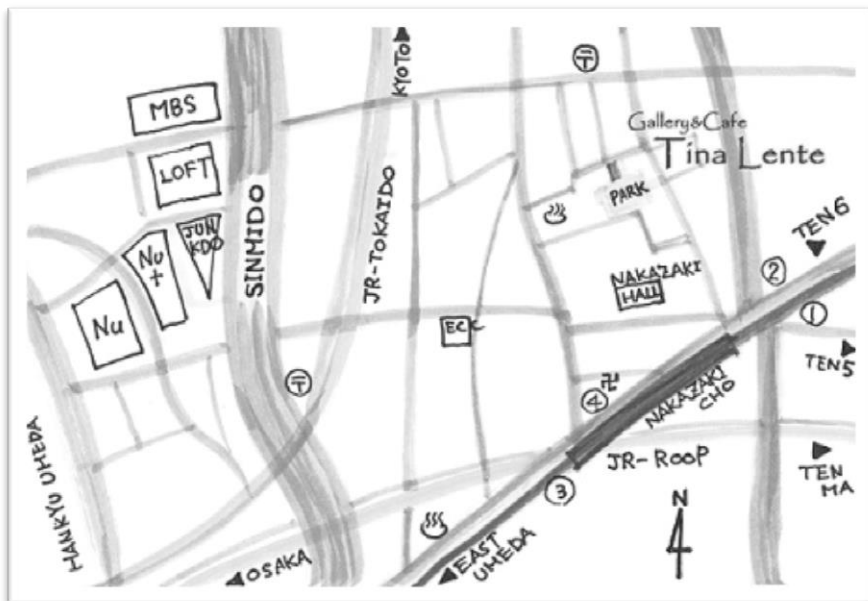 KYOTO
〒
MBS
Gallery&Cafe
Tina Lente
LOFT
PARK
JUN
KDO
SINMIDO
JR-TOKAIDO
TEN6
Nu
+
NAKAZAKI
HALL
②
Nu
ECC
①
〒
TEN5
卍
④
NAKAZAKI
CHO
HANKYU UMEDA
JR-ROOP
TEN
MA
③
N
EAST
UMEDA
OSAKA